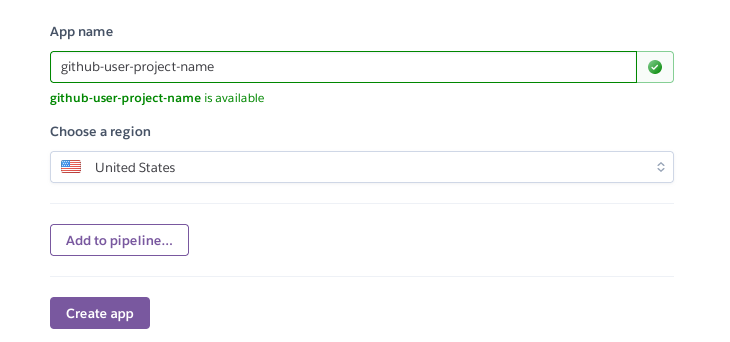 App name
github-user-project-name
github-user-project-name is available
Choose a region
United States
Add to pipeline...
Create app